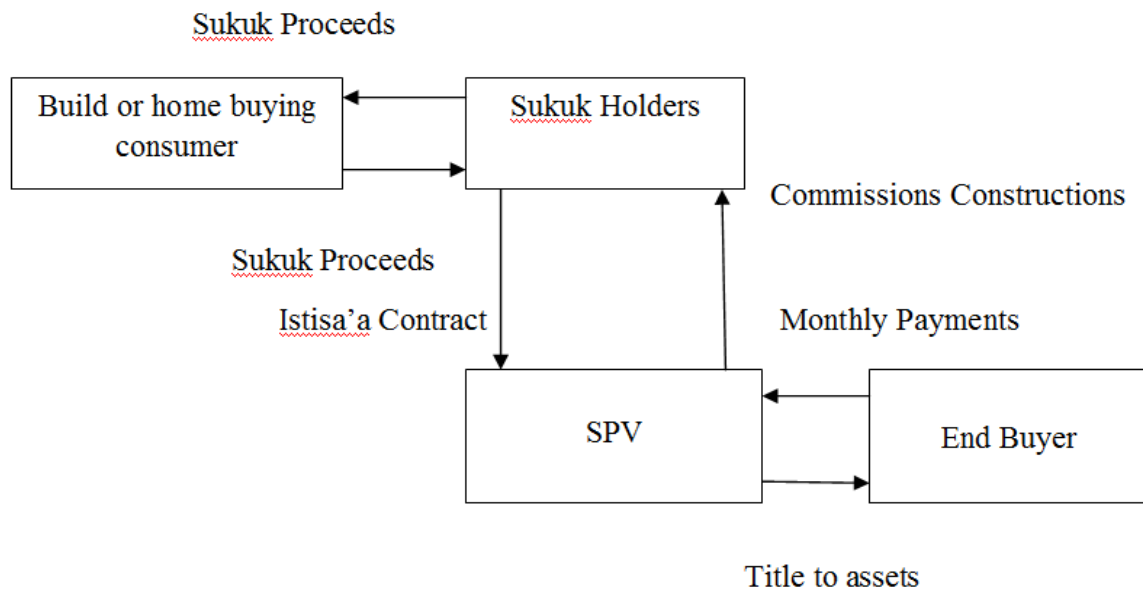 Sukuk Proceeds
Build or home buying
consumer
Sukuk Holders
Commissions Constructions
Sukuk Proceeds
Istisa’a Contract
Monthly Payments
SPV
End Buyer
Title to assets